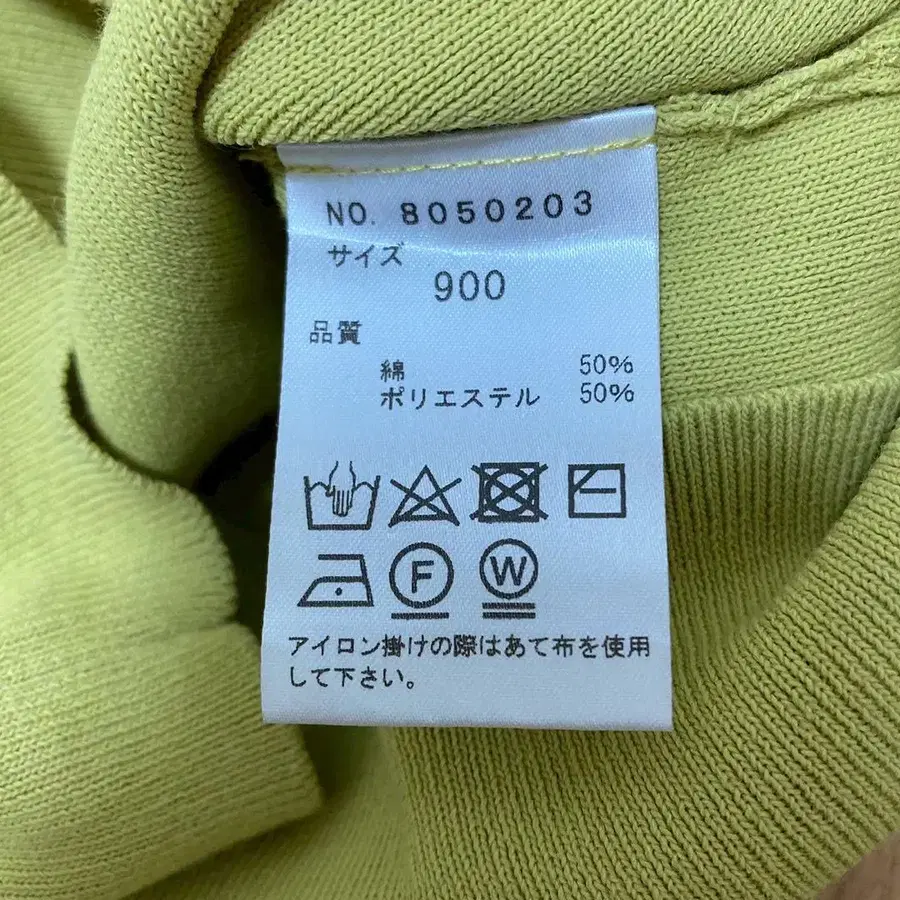 NO. 8050203
サイズ
900
品質
綿 50%
ポリエステル 50%
F W
アイロン掛けの際はあて布を使用
して下さい。